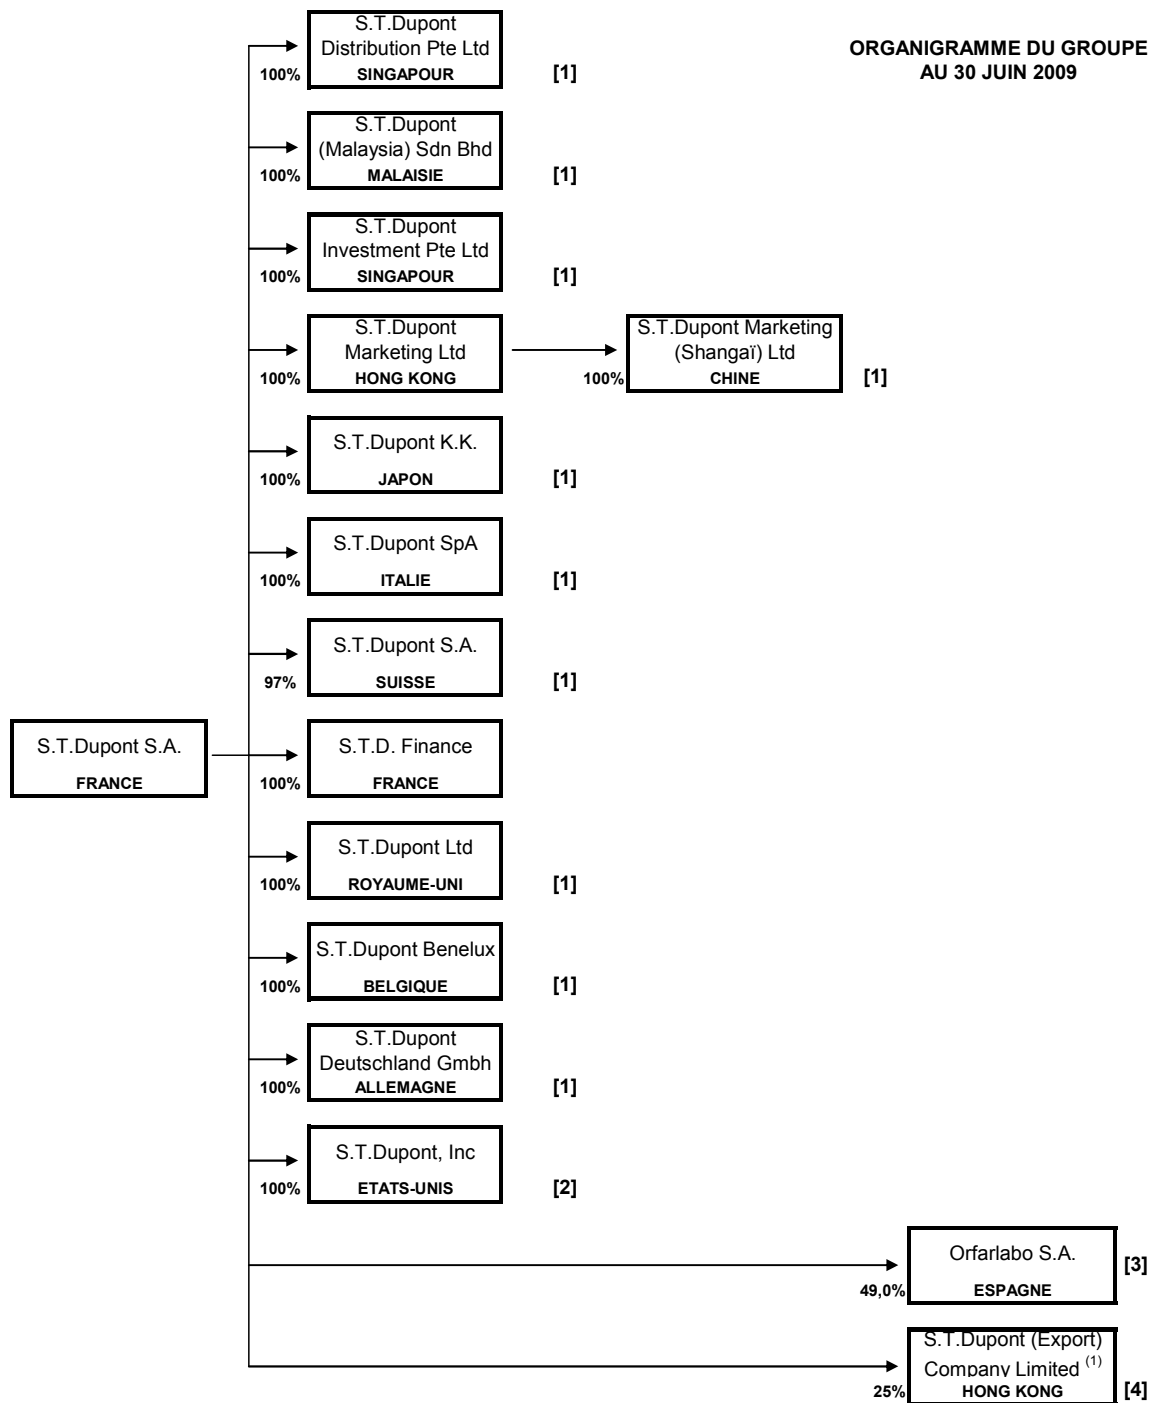 ORGANIGRAMME DU GROUPE
AU 30 JUIN 2009
S.T.Dupont
Distribution Pte Ltd
100% SINGAPOUR [1]
S.T.Dupont
(Malaysia) Sdn Bhd
100% MALAISIE [1]
S.T.Dupont
Investment Pte Ltd
100% SINGAPOUR [1]
S.T.Dupont
Marketing Ltd
100% HONG KONG
S.T.Dupont Marketing
(Shangaï) Ltd
100% CHINE [1]
S.T.Dupont K.K.
100% JAPON [1]
S.T.Dupont SpA
100% ITALIE [1]
S.T.Dupont S.A.
97% SUISSE [1]
S.T.Dupont S.A.
FRANCE
S.T.D. Finance
100% FRANCE
S.T.Dupont Ltd
100% ROYAUME-UNI [1]
S.T.Dupont Benelux
100% BELGIQUE [1]
S.T.Dupont
Deutschland Gmbh
100% ALLEMAGNE [1]
S.T.Dupont, Inc
100% ETATS-UNIS [2]
Orfarlabo S.A. [3]
49,0% ESPAGNE
S.T.Dupont (Export)
Company Limited (1)
25% HONG KONG [4]